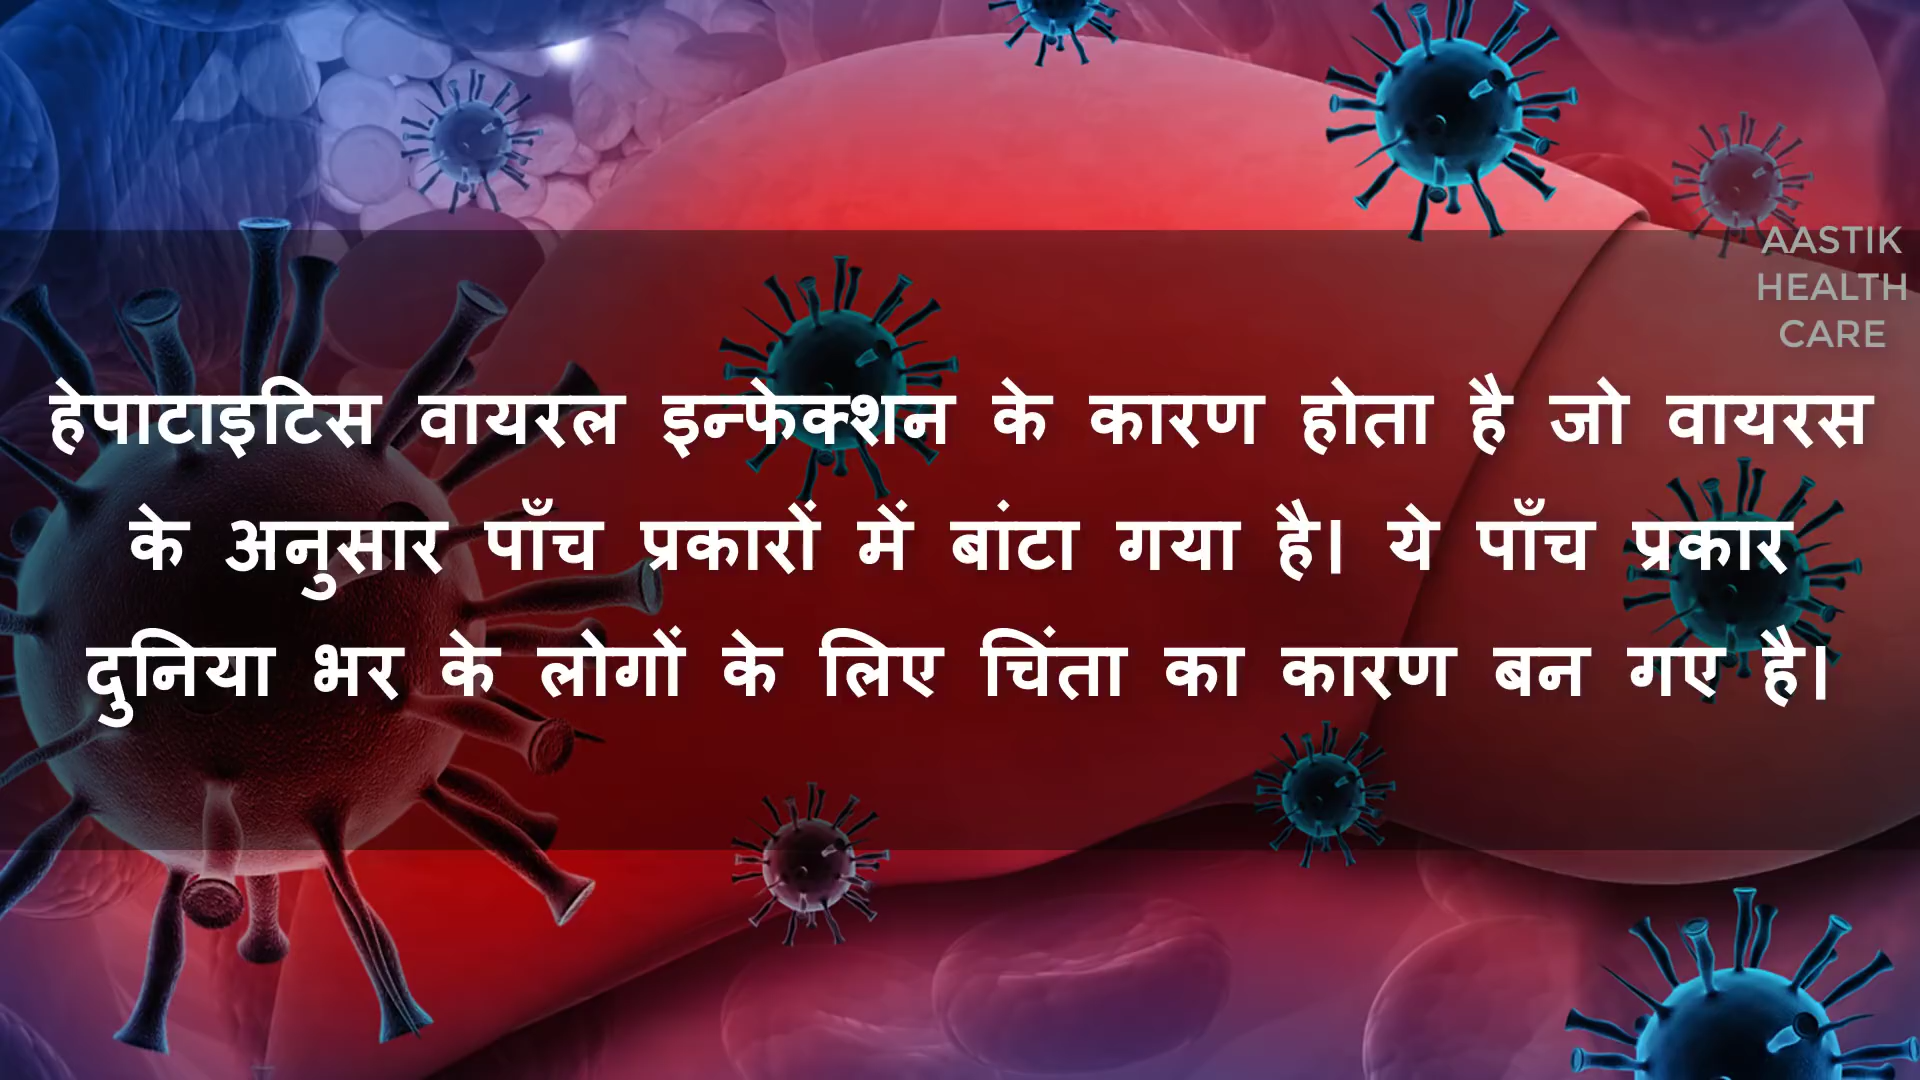 AASTIK
HEALTH
CARE
हेपाटाइटिस वायरल इन्फेक्शन के कारण होता है जो वायरस
के अनुसार पाँच प्रकारों में बांटा गया है। ये पाँच प्रकार
दुनिया भर के लोगों के लिए चिंता का कारण बन गए है।